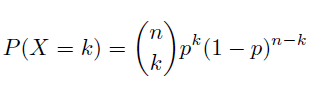 P(X = k) = \binom{n}{k} p^k (1 − p)^{n−k}